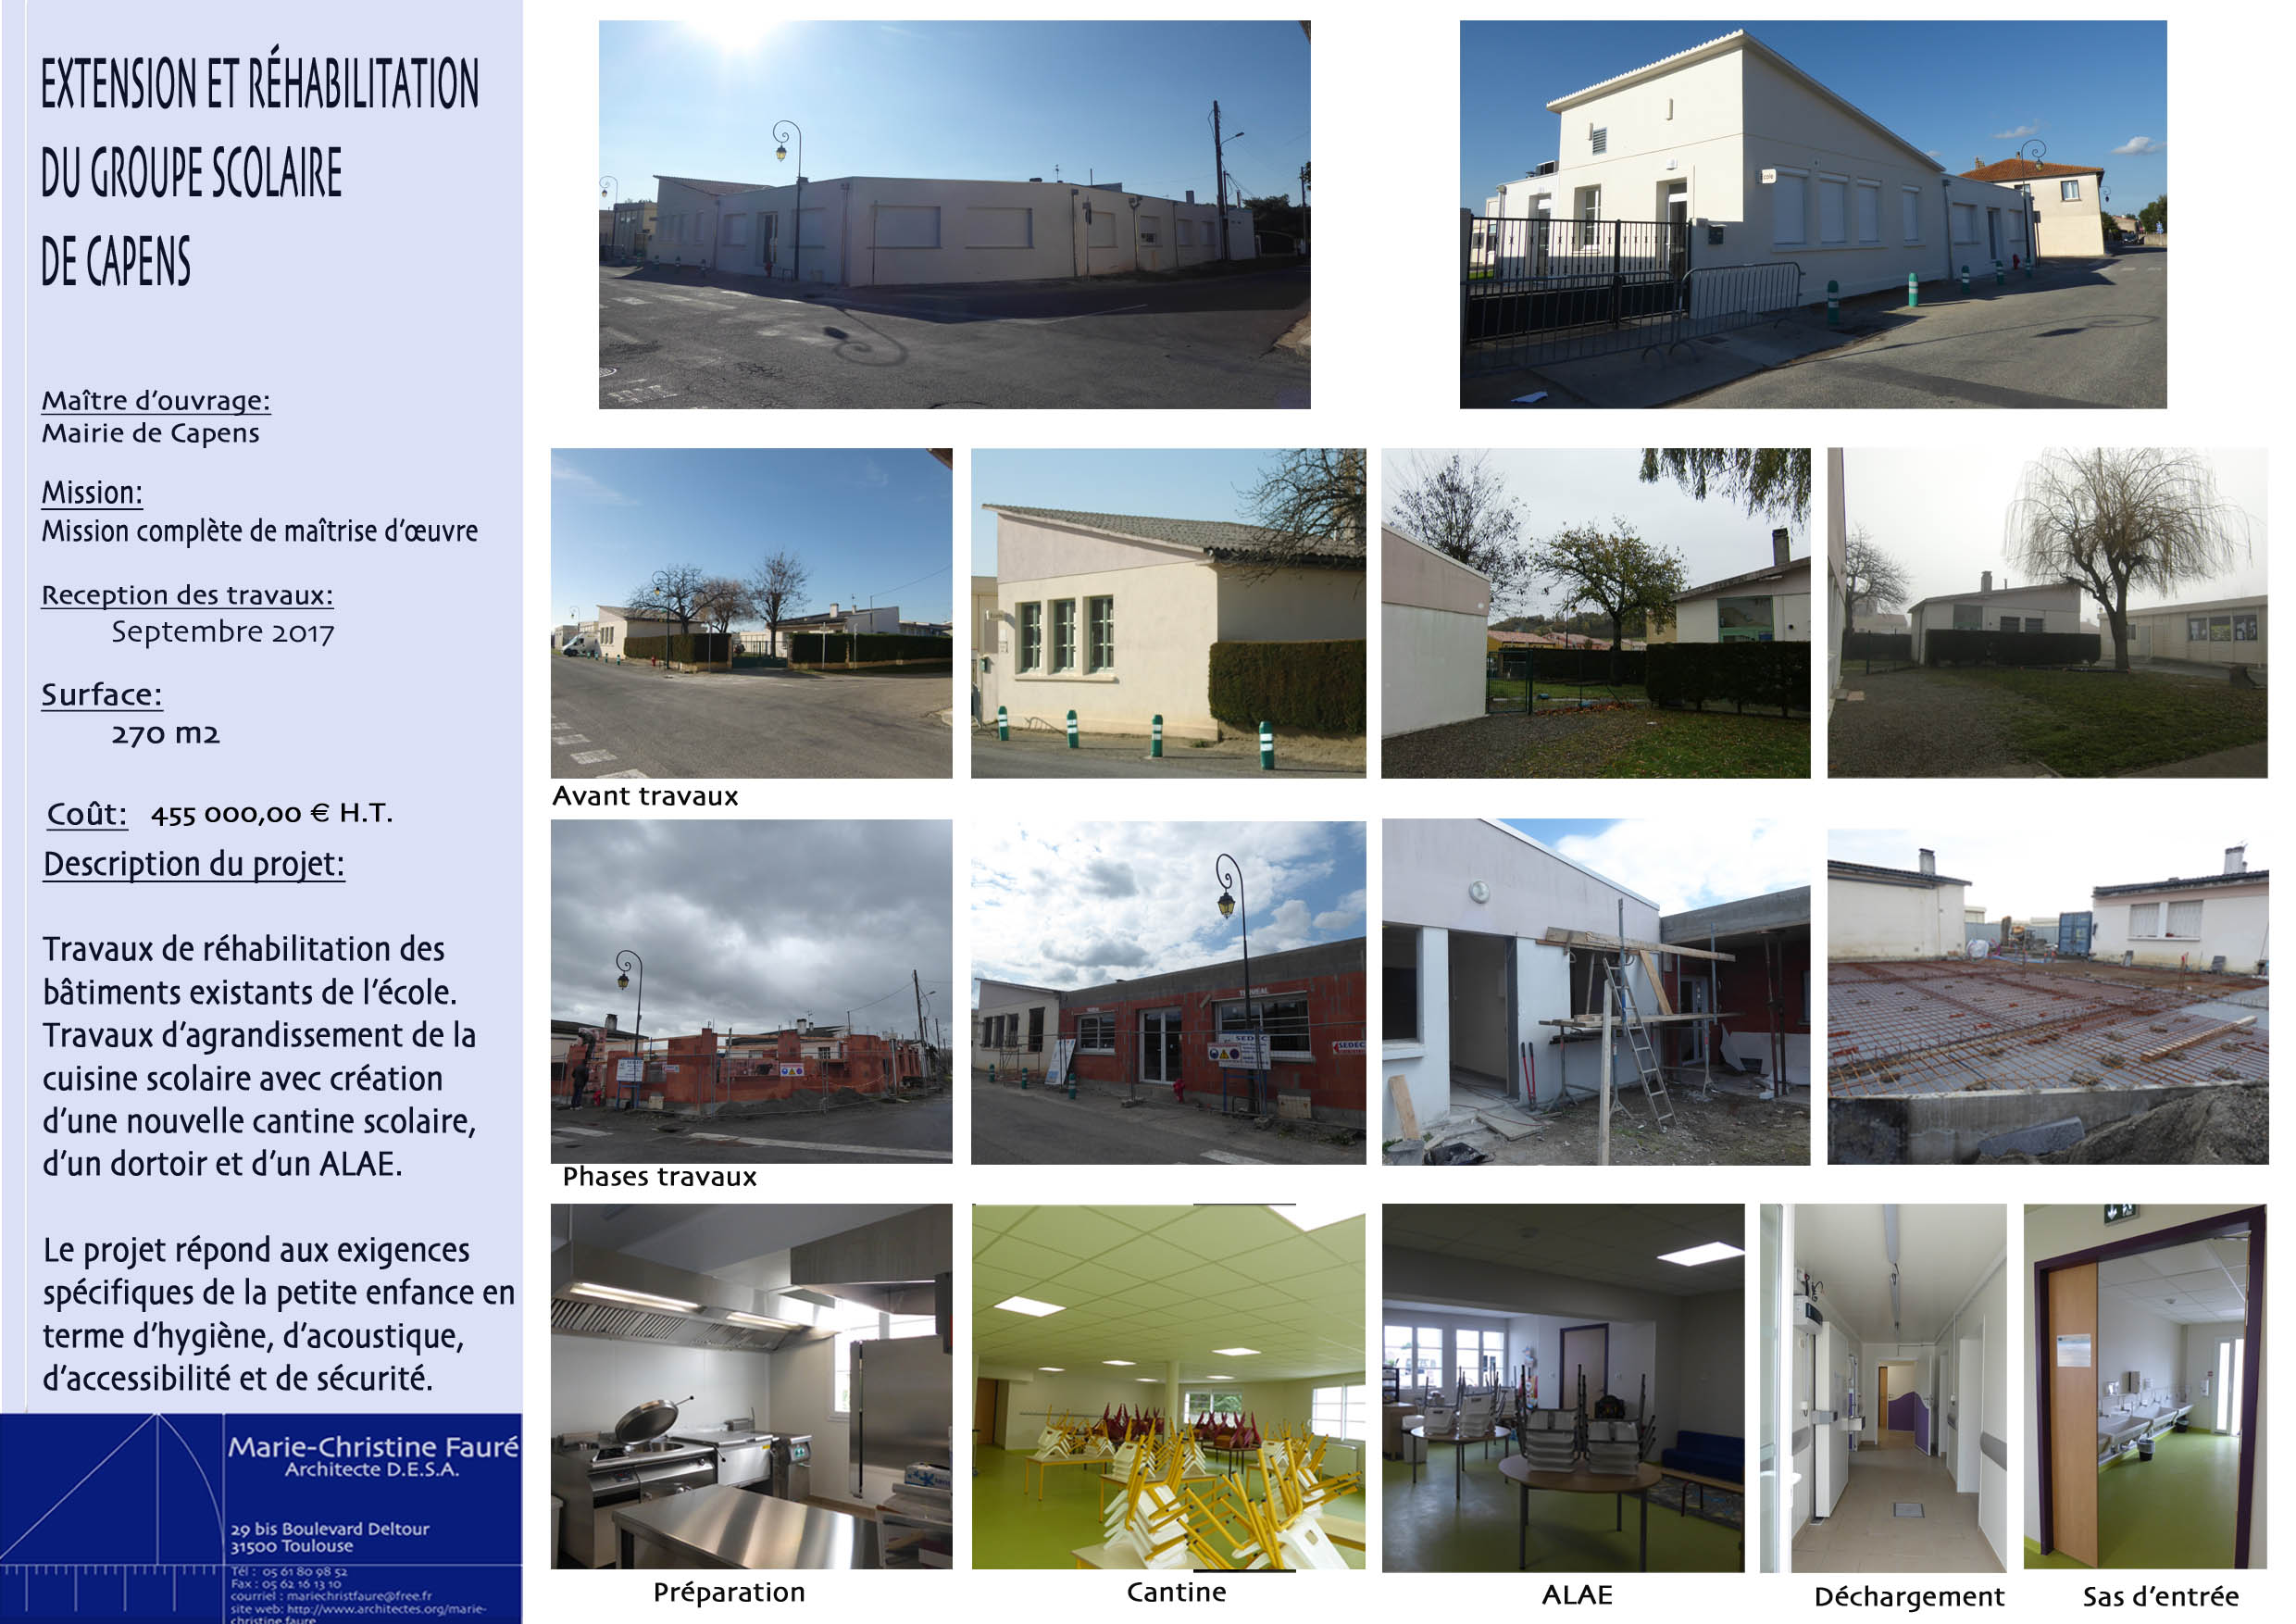 EXTENSION ET RÉHABILITATION
DU GROUPE SCOLAIRE
DE CAPENS
Maître d'ouvrage:
Mairie de Capens
Mission:
Mission complète de maîtrise d'œuvre
Reception des travaux:
Septembre 2017
Surface:
270 m2
Coût: 455 000,00 € H.T.
Description du projet:
Travaux de réhabilitation des
bâtiments existants de l'école.
Travaux d'agrandissement de la
cuisine scolaire avec création
d'une nouvelle cantine scolaire,
d'un dortoir et d'un ALAE.
Le projet répond aux exigences
spécifiques de la petite enfance en
terme d'hygiène, d'acoustique,
d'accessibilité et de sécurité.
Marie-Christine Fauré
Architecte D.E.S.A.
29 bis Boulevard Deltour
31500 Toulouse
Tél : 05 61 80 98 52
Fax : 05 62 16 13 10
courriel : mariechristfaure@free.fr
site web: http://www.architectes.org/marie-
christine faure
Avant travaux
SEDEC
SEDEC
Phases travaux
Préparation
Cantine
ALAE
Déchargement
Sas d'entrée